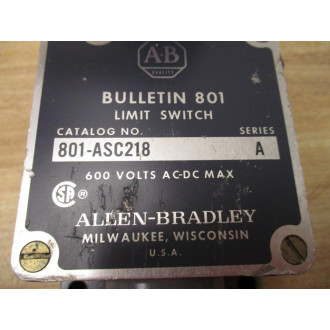 A-B
QUALITY
BULLETIN 801
LIMIT SWITCH
CATALOG NO. SERIES
801-ASC218 A
600 VOLTS AC-DC MAX
ALLEN-BRADLEY
MILWAUKEE, WISCONSIN
U.S.A.